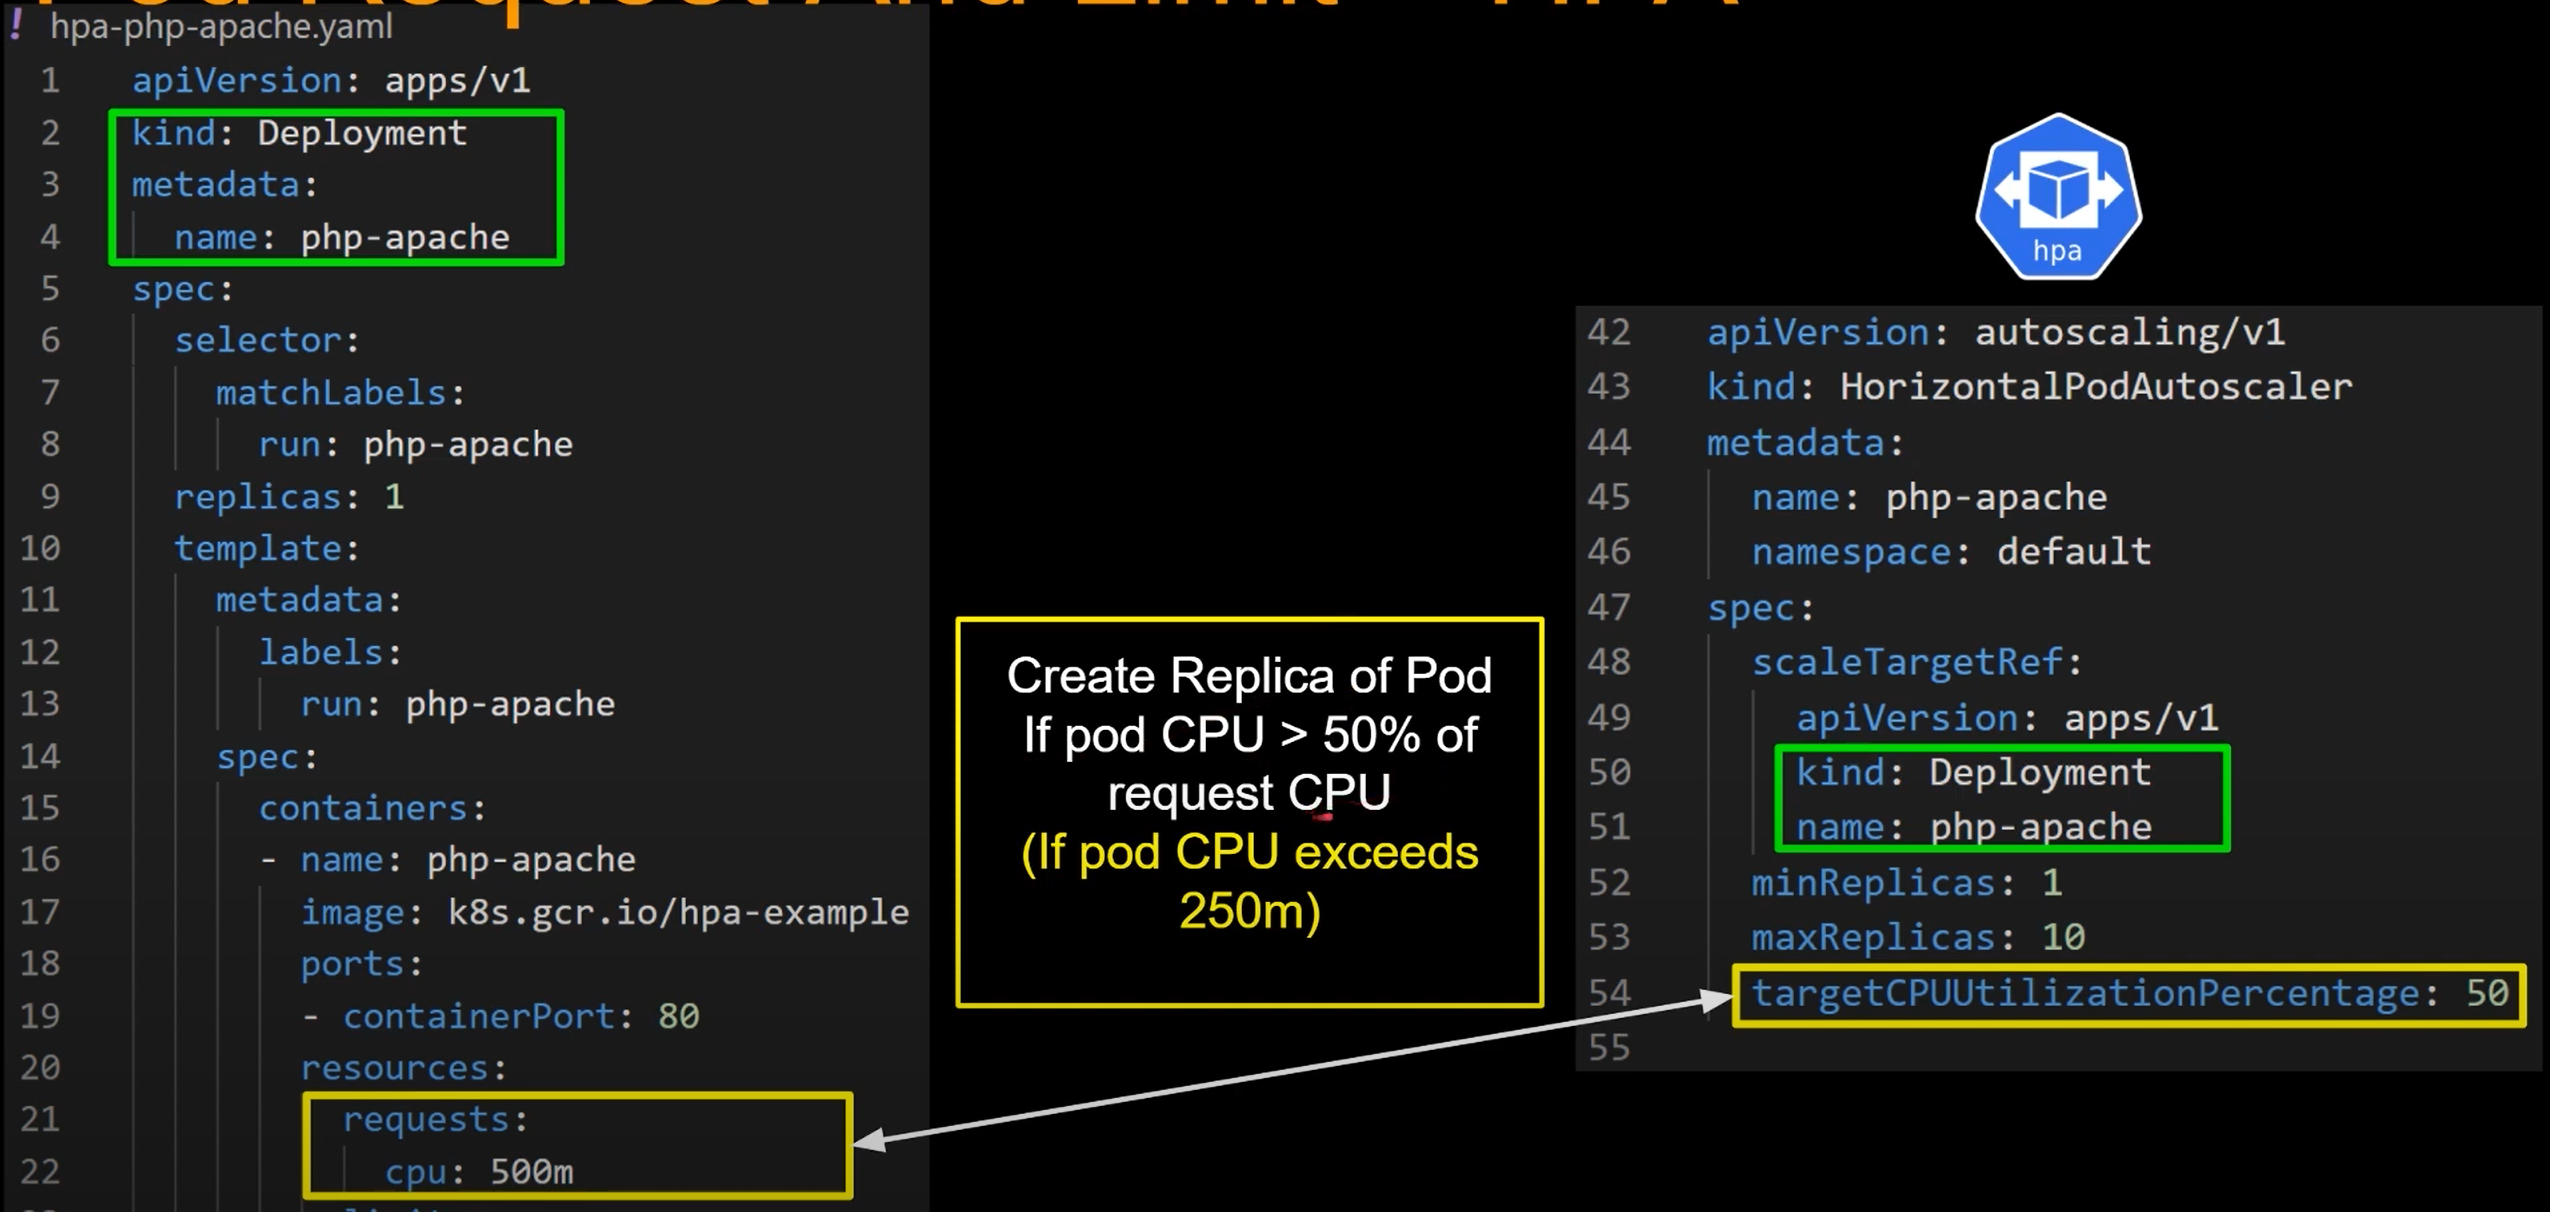 Pod Request And Limit - HPA
! hpa-php-apache.yaml
1 apiVersion: apps/v1
2 kind: Deployment
3 metadata:
4 name: php-apache
5 spec:
6 selector:
7 matchLabels:
8 run: php-apache
9 replicas: 1
10 template:
11 metadata:
12 labels:
13 run: php-apache
14 spec:
15 containers:
16 - name: php-apache
17 image: k8s.gcr.io/hpa-example
18 ports:
19 - containerPort: 80
20 resources:
21 requests:
22 cpu: 500m
Create Replica of Pod
If pod CPU > 50% of
request CPU
(If pod CPU exceeds
250m)
hpa
42 apiVersion: autoscaling/v1
43 kind: HorizontalPodAutoscaler
44 metadata:
45 name: php-apache
46 namespace: default
47 spec:
48 scaleTargetRef:
49 apiVersion: apps/v1
50 kind: Deployment
51 name: php-apache
52 minReplicas: 1
53 maxReplicas: 10
54 targetCPUUtilizationPercentage: 50
55